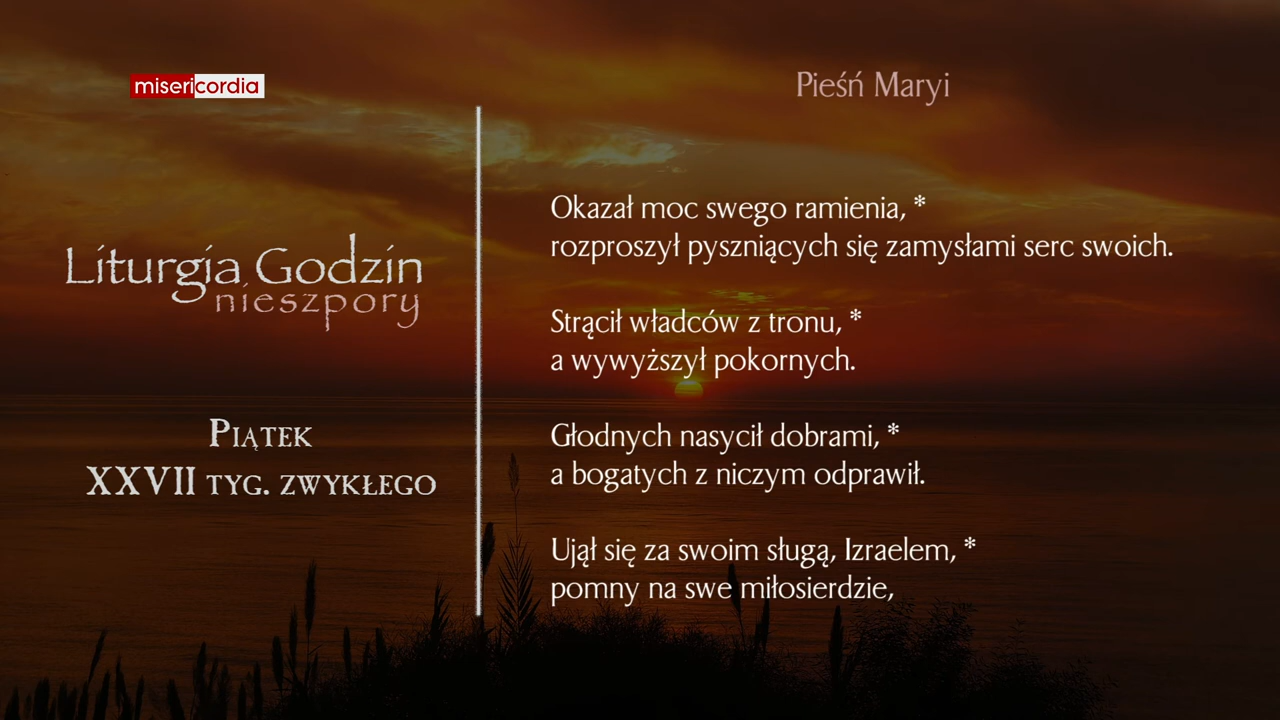 misericordia
Pieśń Maryi
Liturgia Godzin
nieszpory
Piątek
XXVII tyg. zwykłego
Okazał moc swego ramienia, *
rozproszył pyszniących się zamysłami serc swoich.
Strącił władców z tronu, *
a wywyższył pokornych.
Głodnych nasycił dobrami, *
a bogatych z niczym odprawił.
Ujął się za swoim sługą, Izraelem, *
pomny na swe miłosierdzie,